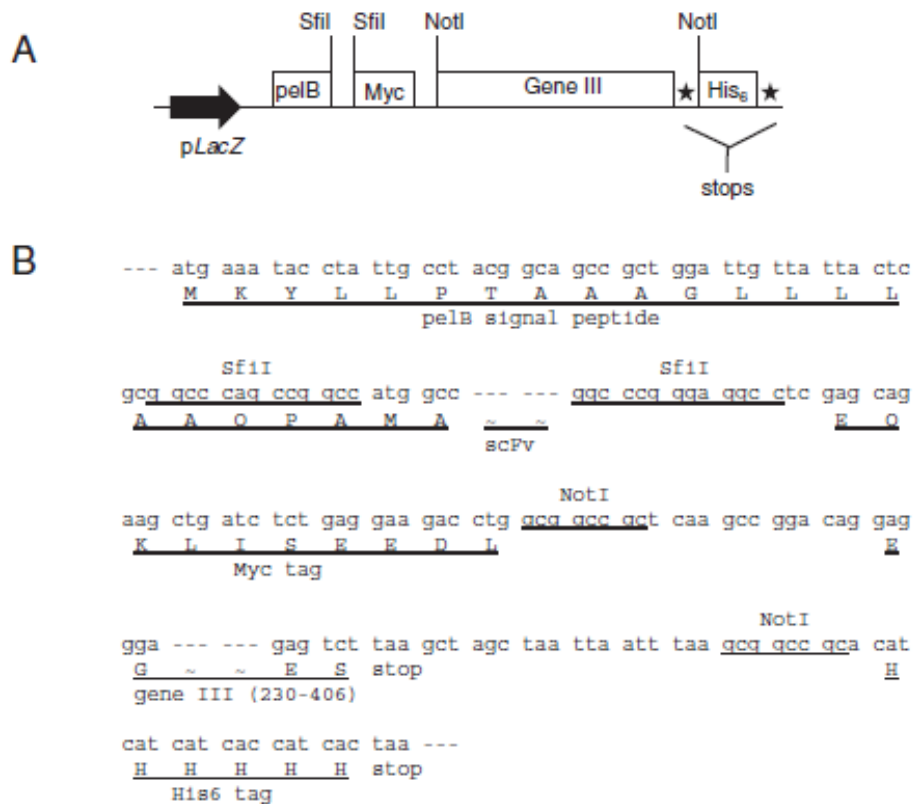 A
SfiI SfiI NotI NotI
pelB Myc Gene III ★ His6 ★
pLacZ
stops
B
--- atg aaa tac cta ttg cct acg gca gcc gct gga ttg tta tta ctc
M K Y L L P T A A A G L L L L
pelB signal peptide
SfiI SfiI
gcg gcc cag ccg gcc atg gcc --- --- ggc ccg gga ggc ctc gag cag
A A Q P A M A ~ ~ E Q
scFv
NotI
aag ctg atc tct gag gaa gac ctg gcg gcc gct caa gcc gga cag gag
K L I S E E D L E
Myc tag
NotI
gga --- --- gag tct taa gct agc taa tta att taa gcg gcc gca cat
G ~ ~ E S stop H
gene III (230-406)
cat cat cac cat cac taa ---
H H H H H stop
His6 tag